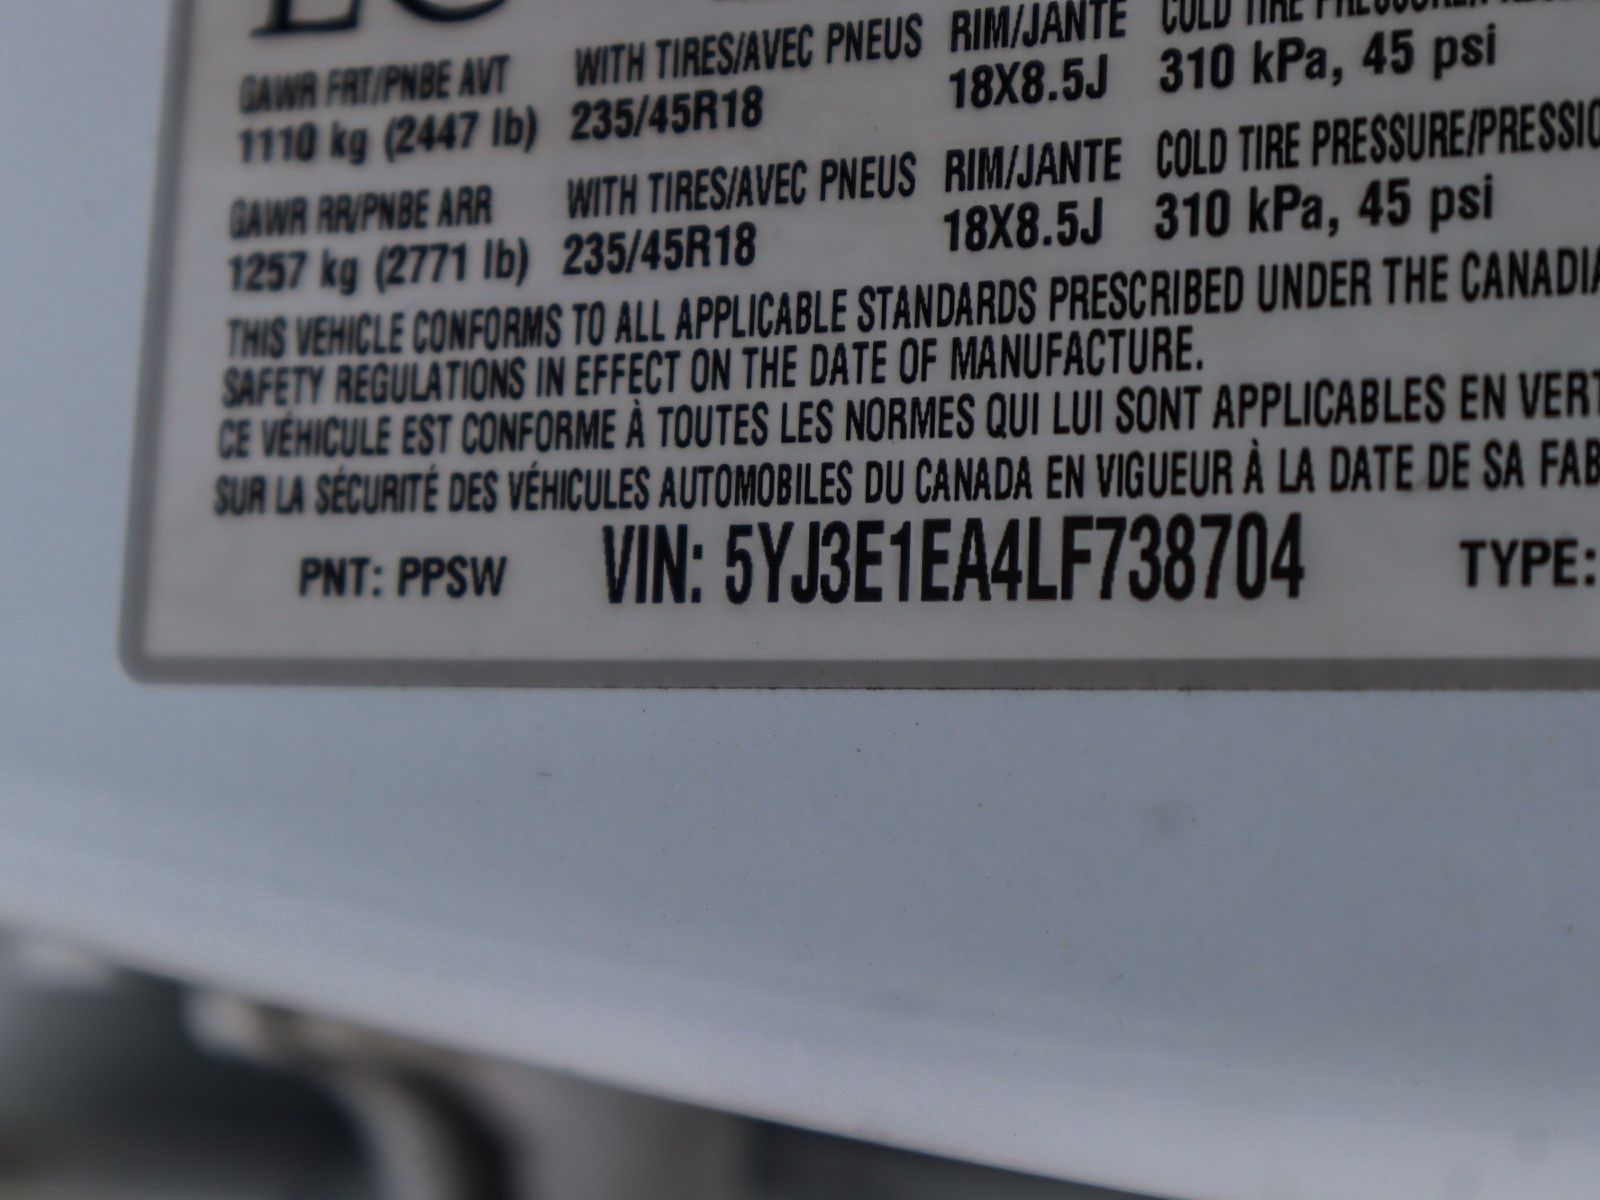 GAWR FRT/PNBE AVT WITH TIRES/AVEC PNEUS RIM/JANTE COLD TIRE
1110 kg (2447 lb) 235/45R18 18X8.5J 310 kPa, 45 psi
GAWR RR/PNBE ARR WITH TIRES/AVEC PNEUS RIM/JANTE COLD TIRE PRESSURE/PRESSIO
1257 kg (2771 lb) 235/45R18 18X8.5J 310 kPa, 45 psi
THIS VEHICLE CONFORMS TO ALL APPLICABLE STANDARDS PRESCRIBED UNDER THE CANADIA
SAFETY REGULATIONS IN EFFECT ON THE DATE OF MANUFACTURE.
CE VÉHICULE EST CONFORME À TOUTES LES NORMES QUI LUI SONT APPLICABLES EN VERT
SUR LA SÉCURITÉ DES VÉHICULES AUTOMOBILES DU CANADA EN VIGUEUR À LA DATE DE SA FAB
PNT: PPSW VIN: 5YJ3E1EA4LF738704 TYPE: